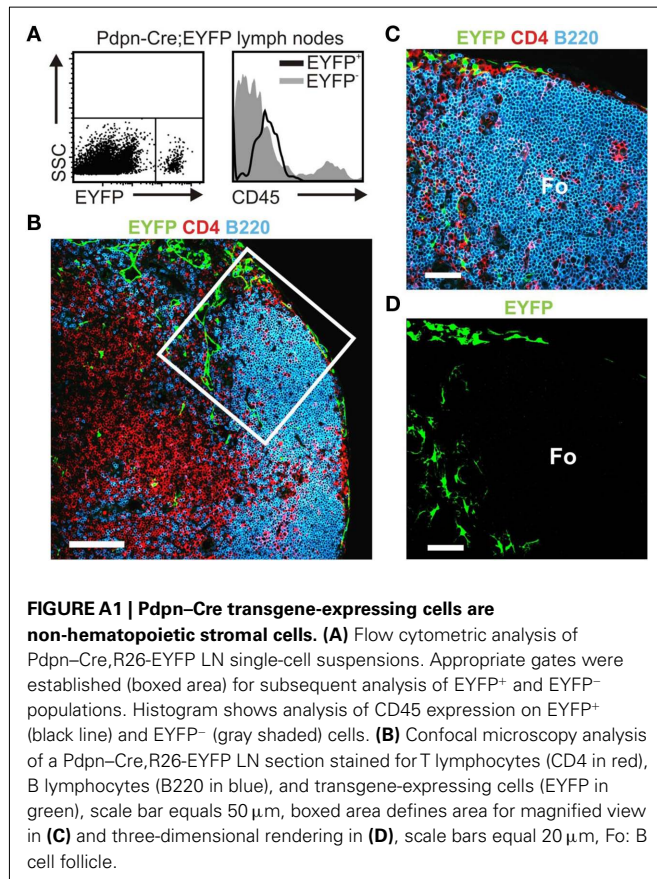 A
Pdpn-Cre;EYFP lymph nodes
SSC
EYFP
EYFP⁺
EYFP⁻
CD45
B
EYFP CD4 B220
C
EYFP CD4 B220
Fo
D
EYFP
Fo
FIGURE A1 | Pdpn–Cre transgene-expressing cells are
non-hematopoietic stromal cells. (A) Flow cytometric analysis of
Pdpn–Cre,R26-EYFP LN single-cell suspensions. Appropriate gates were
established (boxed area) for subsequent analysis of EYFP⁺ and EYFP⁻
populations. Histogram shows analysis of CD45 expression on EYFP⁺
(black line) and EYFP⁻ (gray shaded) cells. (B) Confocal microscopy analysis
of a Pdpn–Cre,R26-EYFP LN section stained for T lymphocytes (CD4 in red),
B lymphocytes (B220 in blue), and transgene-expressing cells (EYFP in
green), scale bar equals 50 μm, boxed area defines area for magnified view
in (C) and three-dimensional rendering in (D), scale bars equal 20 μm, Fo: B
cell follicle.